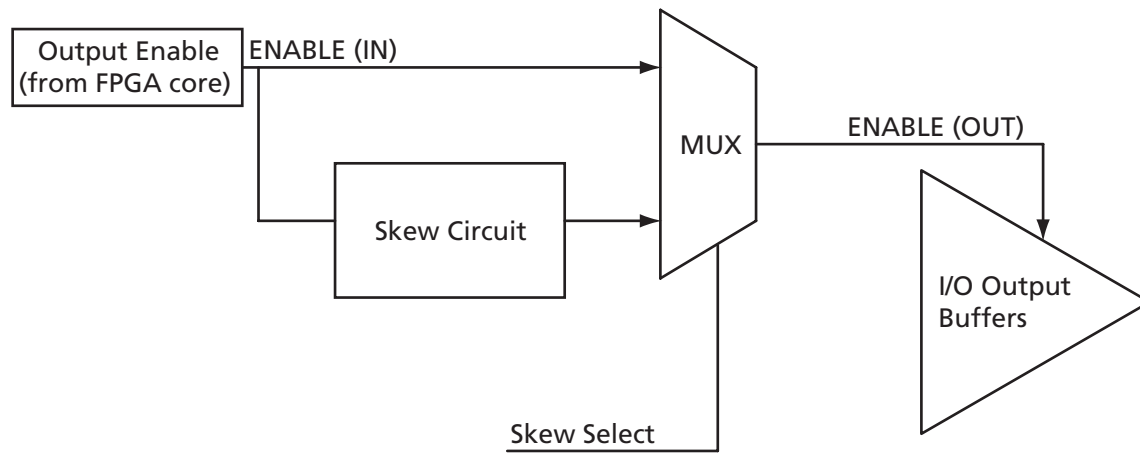 Output Enable
(from FPGA core)
ENABLE (IN)
MUX
ENABLE (OUT)
Skew Circuit
I/O Output
Buffers
Skew Select